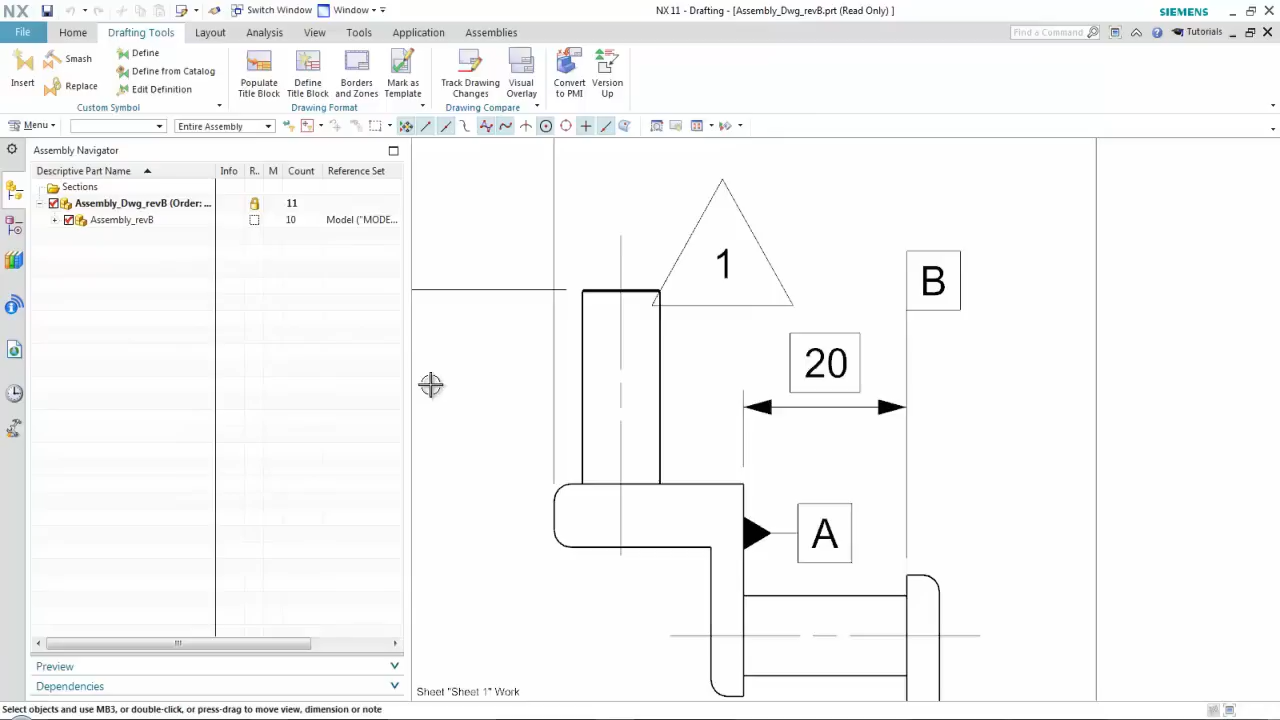 NX Switch Window Window NX 11 - Drafting - [Assembly_Dwg_revB.prt (Read Only) ] SIEMENS
File Home Drafting Tools Layout Analysis View Tools Application Assemblies Find a Command Tutorials
Insert Smash Replace Define Define from Catalog Edit Definition
Populate Title Block Define Title Block Borders and Zones Mark as Template Track Drawing Changes Visual Overlay Convert to PMI Version Up
Custom Symbol Drawing Format Drawing Compare
Menu Entire Assembly
Assembly Navigator
Descriptive Part Name Info R.. M Count Reference Set
Sections
Assembly_Dwg_revB (Order: ... 11
Assembly_revB 10 Model ("MODE...
1
B
20
A
Preview
Dependencies
Sheet "Sheet 1" Work
Select objects and use MB3, or double-click, or press-drag to move view, dimension or note